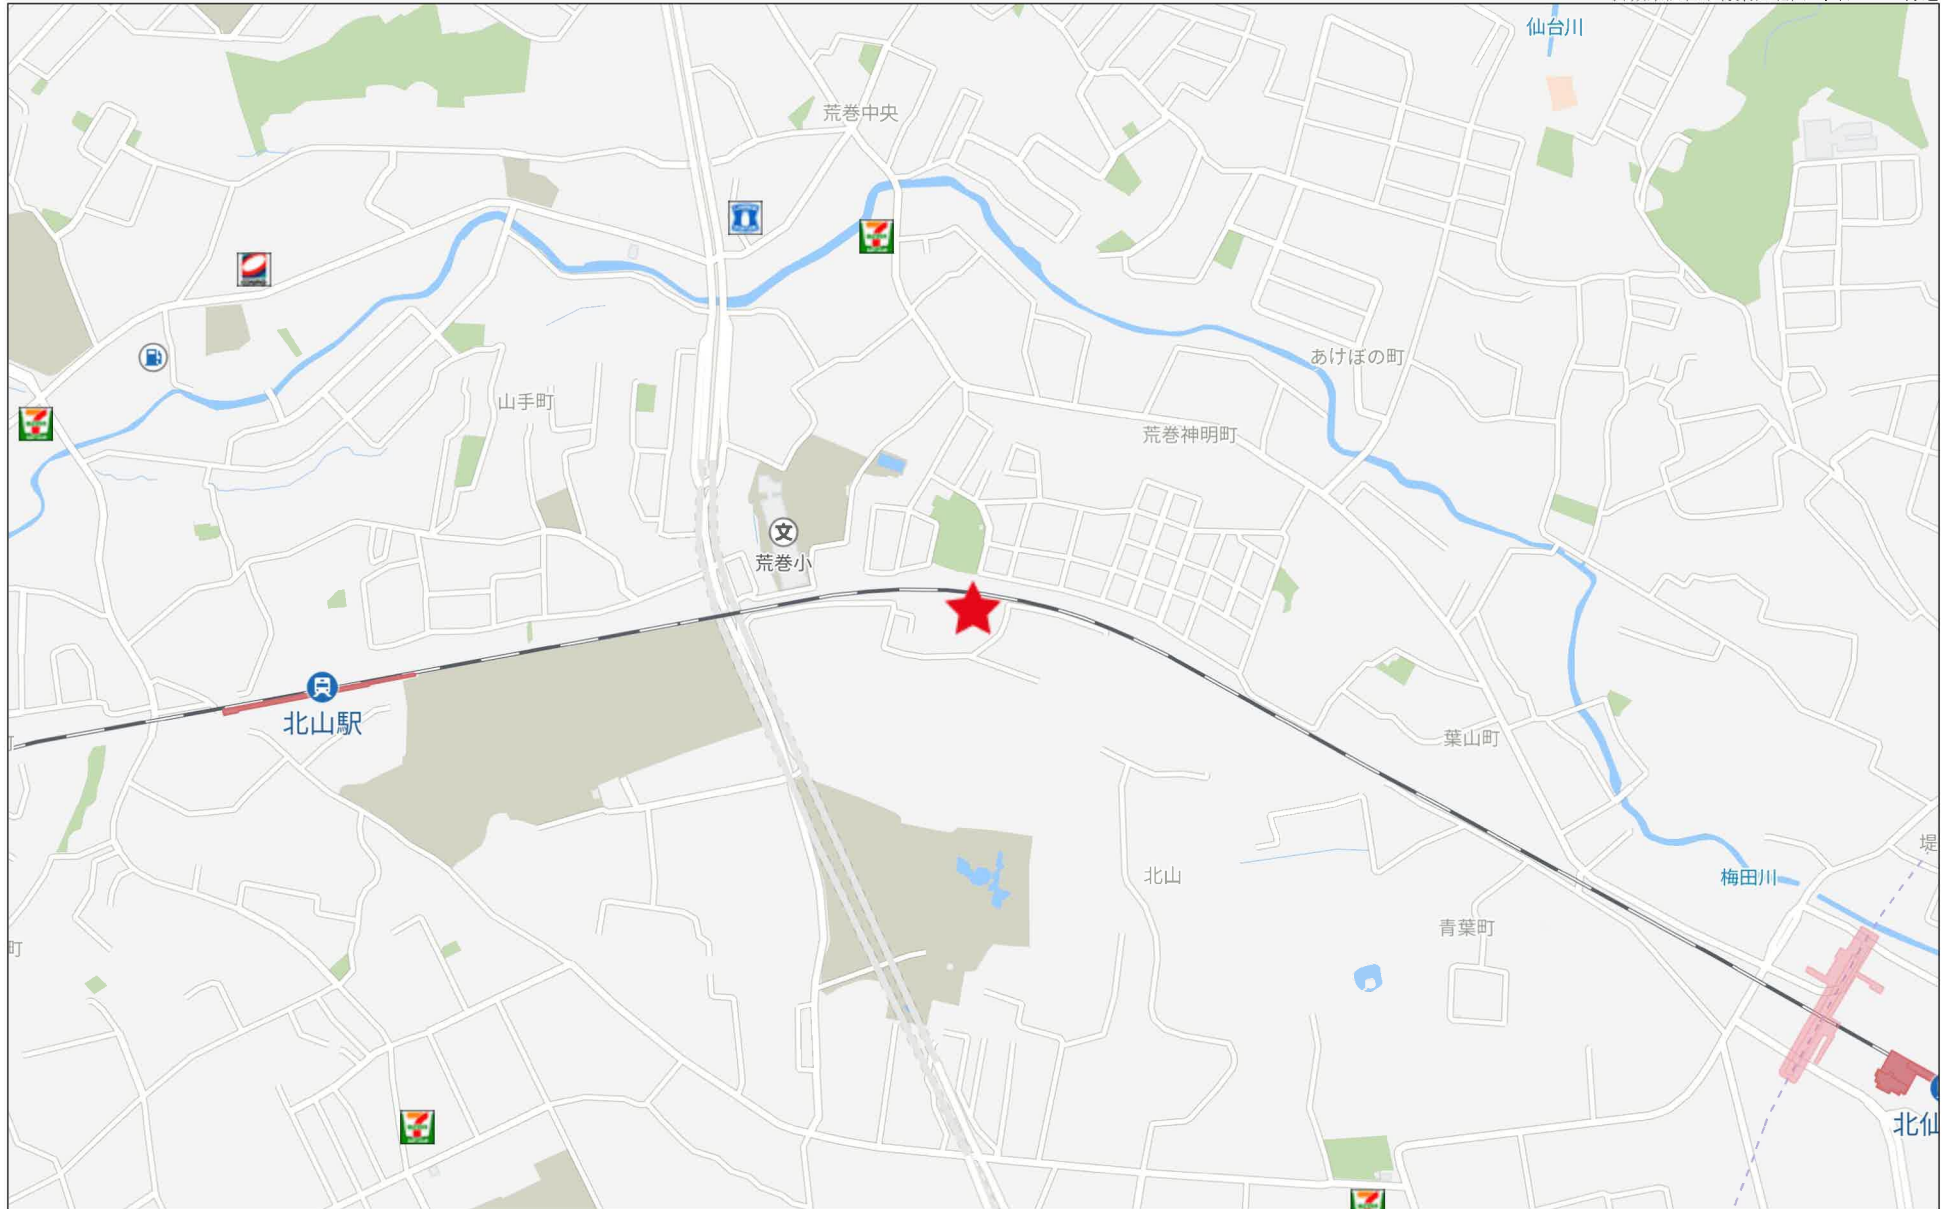 仙台川
荒巻中央
あけぼの町
山手町
荒巻神明町
文
荒巻小
北山駅
葉山町
堤
梅田川
北山
青葉町
町
北仙